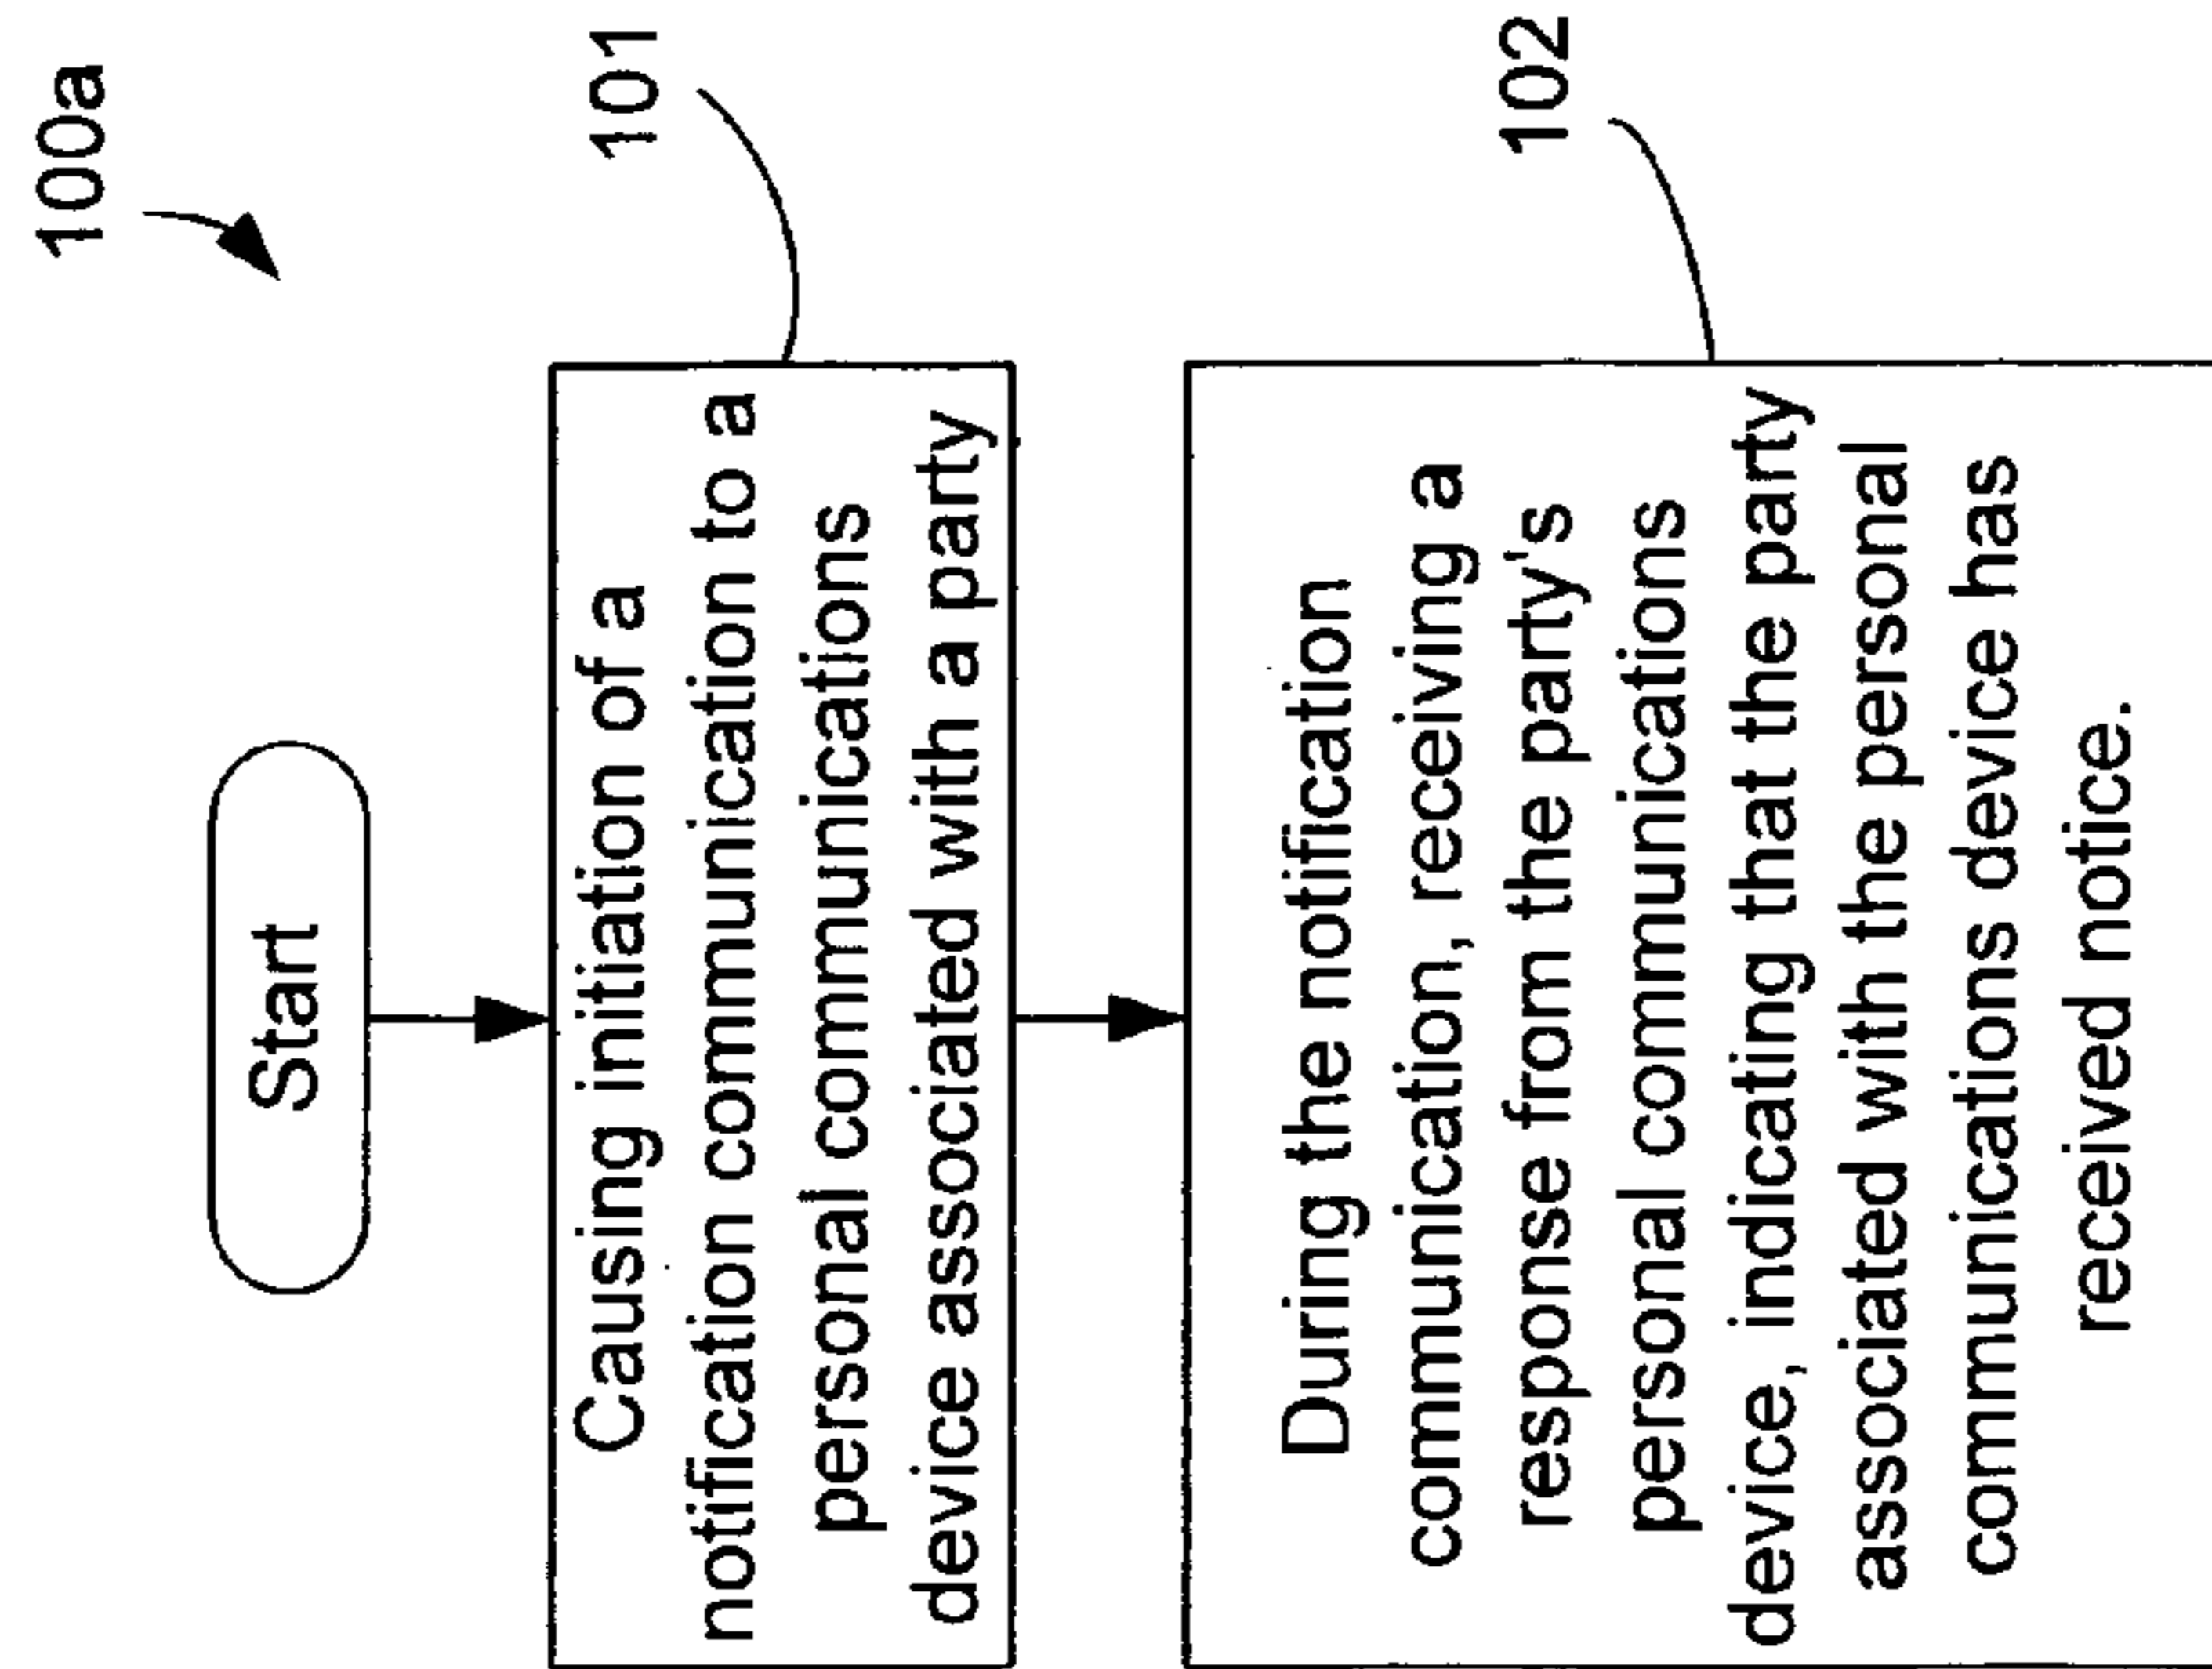 100a
Start
101
Causing initiation of a
notification communication to a
personal communications
device associated with a party
102
During the notification
communication, receiving a
response from the party's
personal communications
device, indicating that the party
associated with the personal
communications device has
received notice.